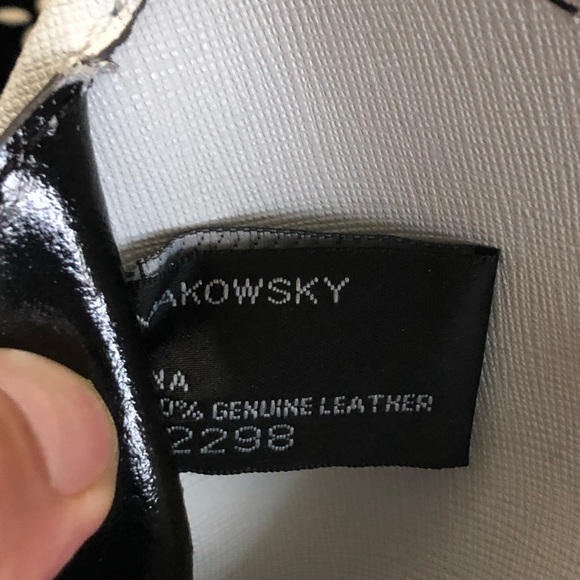 AKOWSKY
NA
0% GENUINE LEATHER
2298